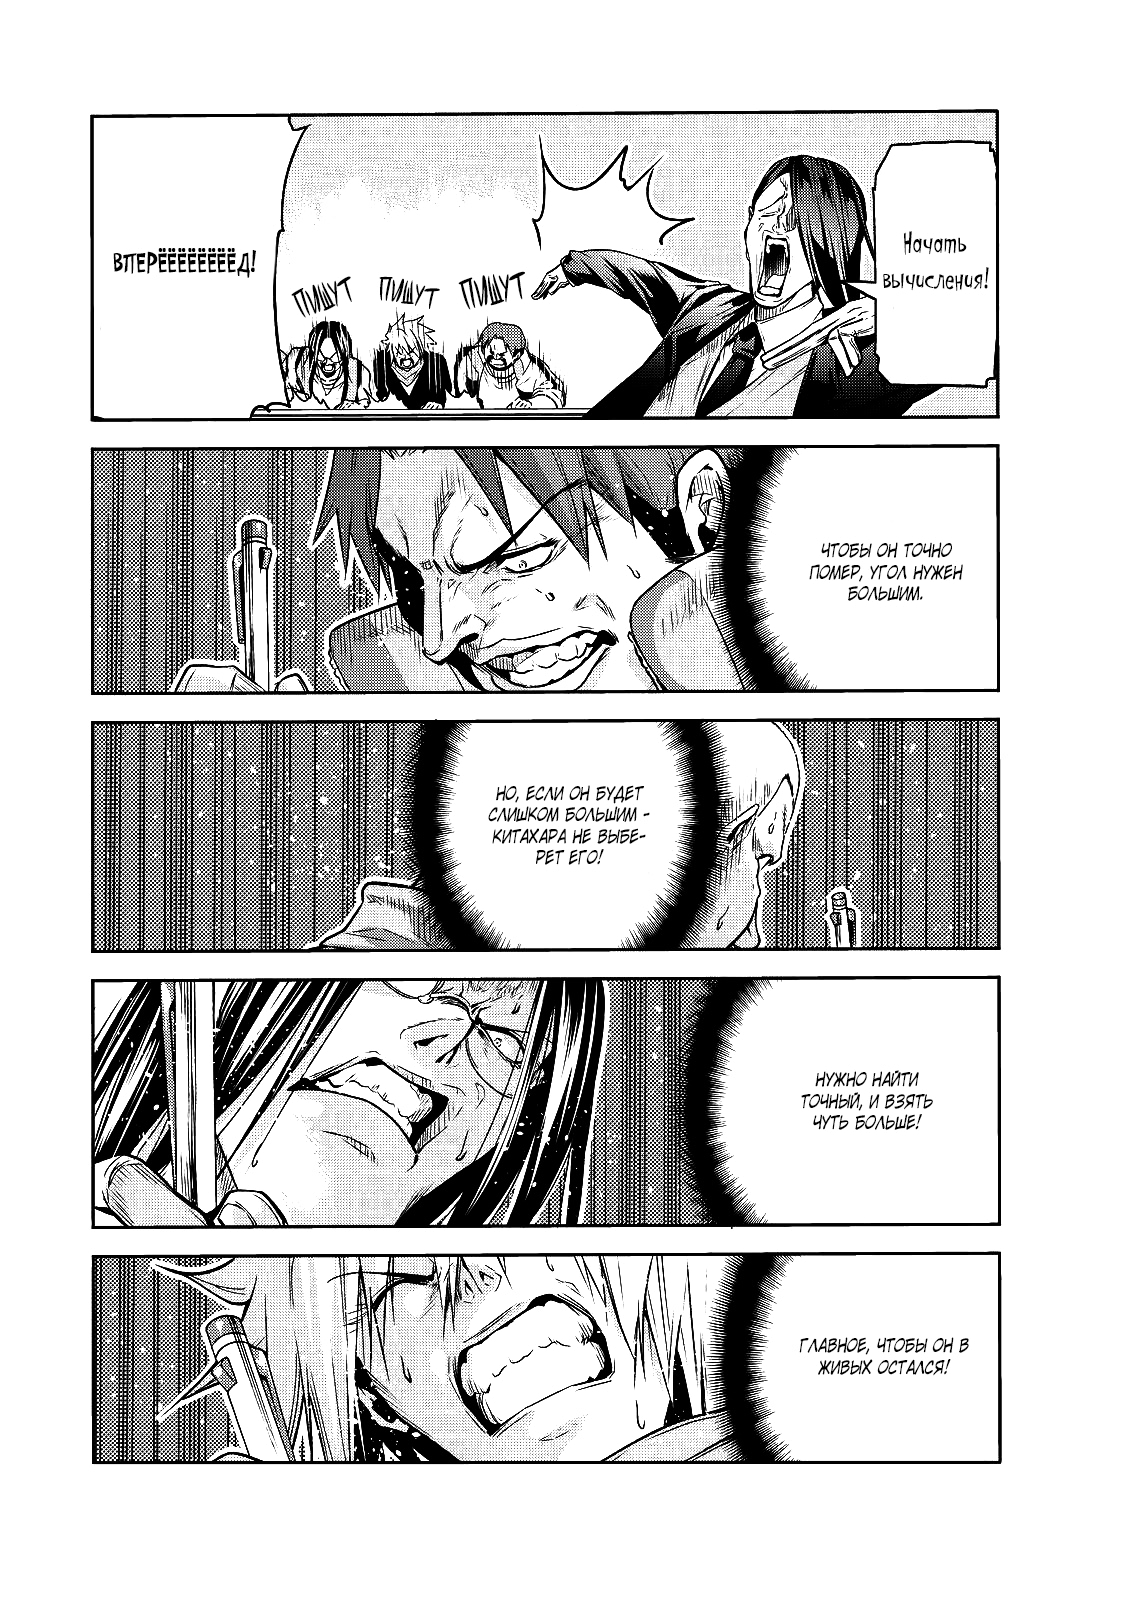 Начать
вычисления!
ПИШУТ
ПИШУТ
ПИШУТ
ВПЕРЁЁЁЁЁЁЁЁЁД!
ЧТОБЫ ОН ТОЧНО
ПОМЕР, УГОЛ НУЖЕН
БОЛЬШИМ.
НО, ЕСЛИ ОН БУДЕТ
СЛИШКОМ БОЛЬШИМ -
КИТАХАРА НЕ ВЫБЕ-
РЕТ ЕГО!
НУЖНО НАЙТИ
ТОЧНЫЙ, И ВЗЯТЬ
ЧУТЬ БОЛЬШЕ!
ГЛАВНОЕ, ЧТОБЫ ОН В
ЖИВЫХ ОСТАЛСЯ!